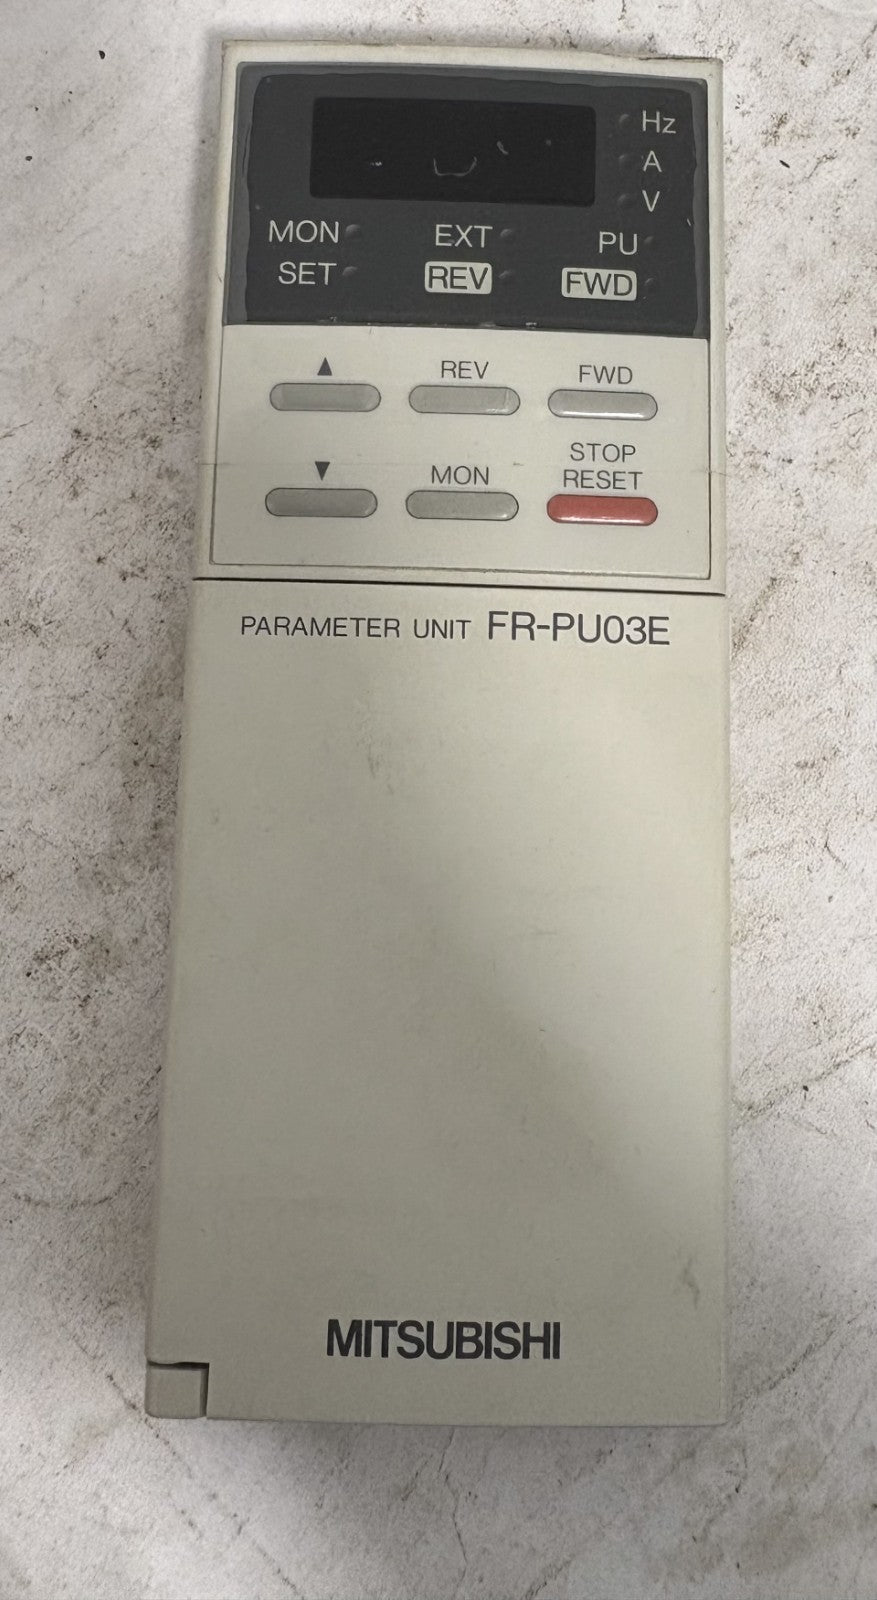 Hz
A
V
MON EXT PU
SET REV FWD
▲ REV FWD
▼ MON STOP
RESET
PARAMETER UNIT FR-PU03E
MITSUBISHI